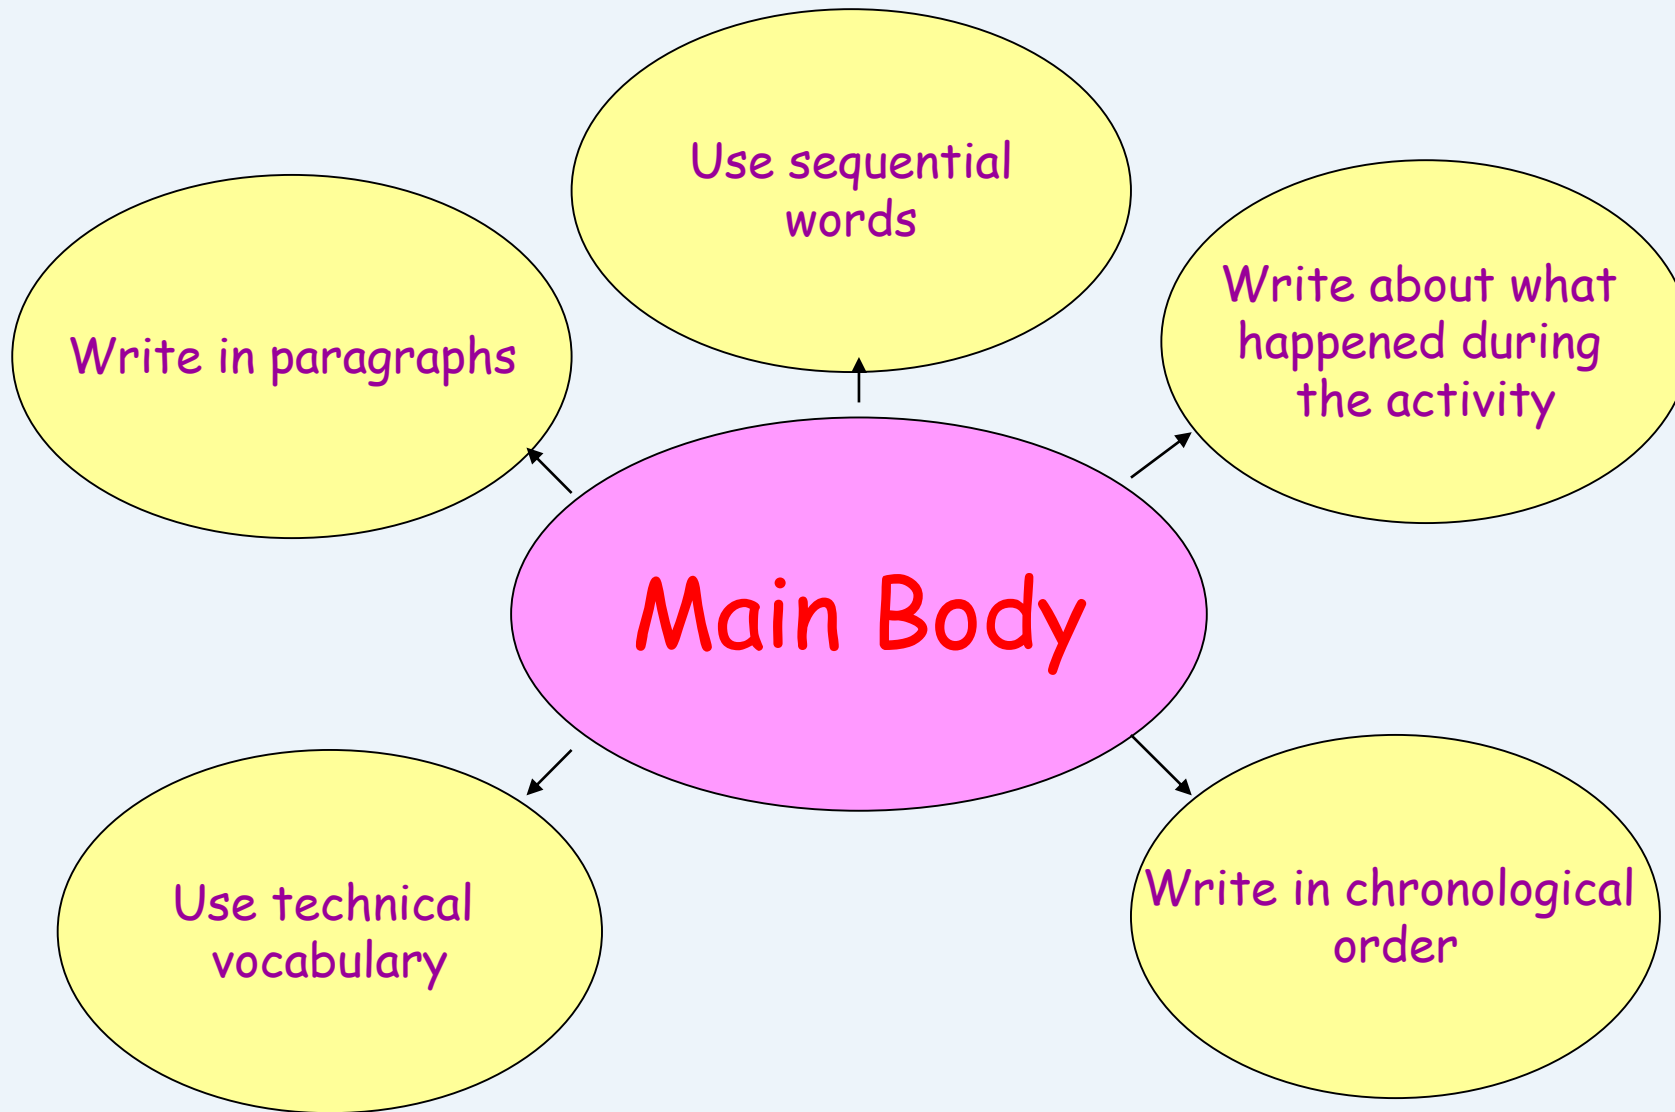 Use sequential
words
Write in paragraphs
Write about what
happened during
the activity
Main Body
Use technical
vocabulary
Write in chronological
order